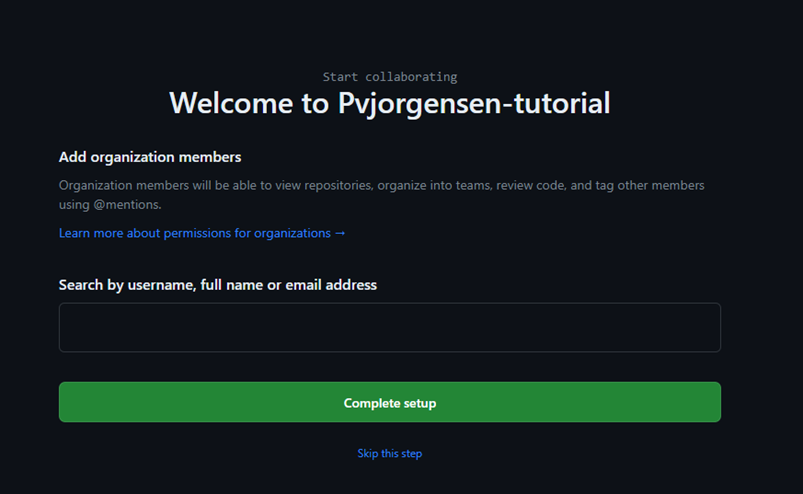 Start collaborating
Welcome to Pvjorgensen-tutorial
Add organization members
Organization members will be able to view repositories, organize into teams, review code, and tag other members
using @mentions.
Learn more about permissions for organizations →
Search by username, full name or email address
Complete setup
Skip this step